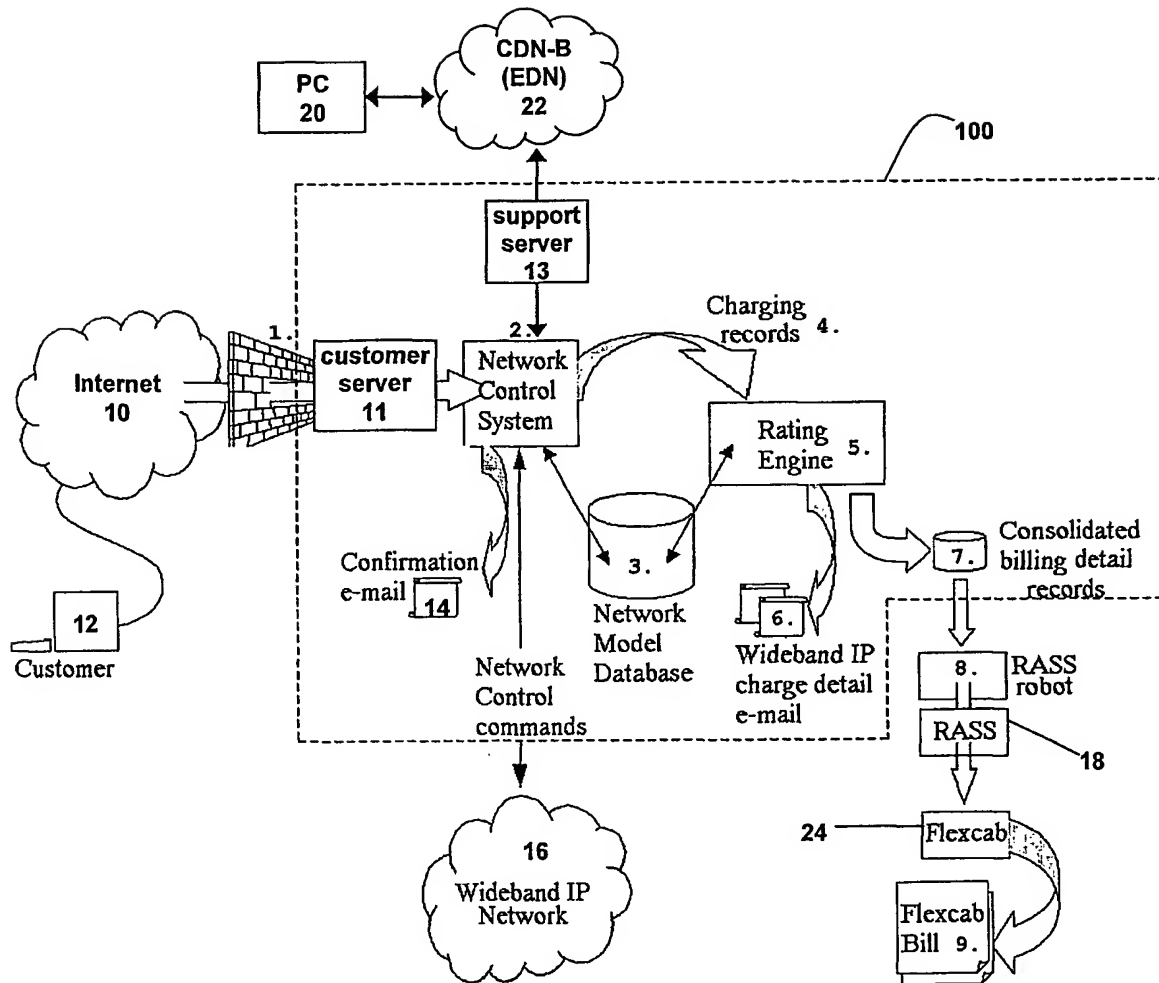 CDN-B
(EDN)
22
PC
20
100
support
server
13
Charging
records 4.
1.
2.
Network
Control
System
customer
server
11
Internet
10
Rating
Engine 5.
Confirmation
e-mail
14
3.
Network
Model
Database
6.
Wideband IP
charge detail
e-mail
7.
Consolidated
billing detail
records
12
Customer
Network
Control
commands
8.
RASS
robot
RASS
18
16
Wideband IP
Network
24
Flexcab
Flexcab
Bill 9.